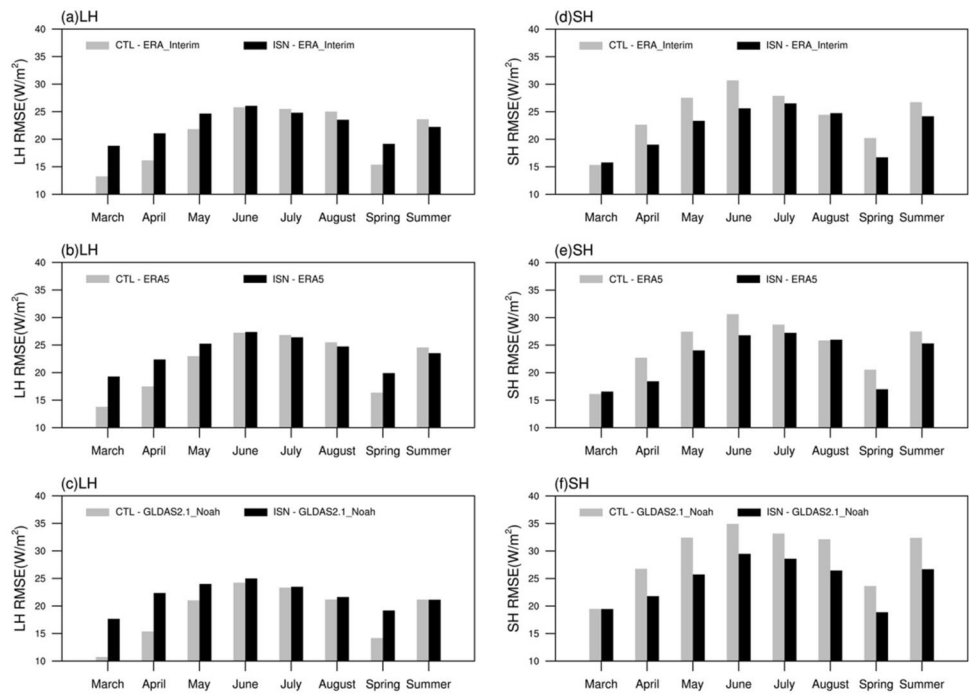 (a)LH
CTL - ERA_Interim ISN - ERA_Interim
LH RMSE(W/m²)
40
35
30
25
20
15
10
March April May June July August Spring Summer
(b)LH
CTL - ERA5 ISN - ERA5
LH RMSE(W/m²)
40
35
30
25
20
15
10
March April May June July August Spring Summer
(c)LH
CTL - GLDAS2.1_Noah ISN - GLDAS2.1_Noah
LH RMSE(W/m²)
40
35
30
25
20
15
10
March April May June July August Spring Summer
(d)SH
CTL - ERA_Interim ISN - ERA_Interim
SH RMSE(W/m²)
40
35
30
25
20
15
10
March April May June July August Spring Summer
(e)SH
CTL - ERA5 ISN - ERA5
SH RMSE(W/m²)
40
35
30
25
20
15
10
March April May June July August Spring Summer
(f)SH
CTL - GLDAS2.1_Noah ISN - GLDAS2.1_Noah
SH RMSE(W/m²)
40
35
30
25
20
15
10
March April May June July August Spring Summer